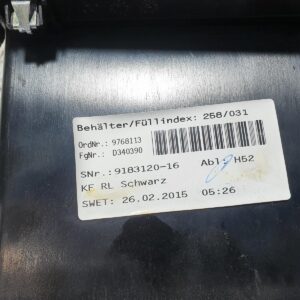 Behälter/Füllindex: 258/031
OrdNr.: 9768113
FgNr.: D340390
SNr.: 9183120-16 Abl: H52
KF RL Schwarz
SWET: 26.02.2015 05:26